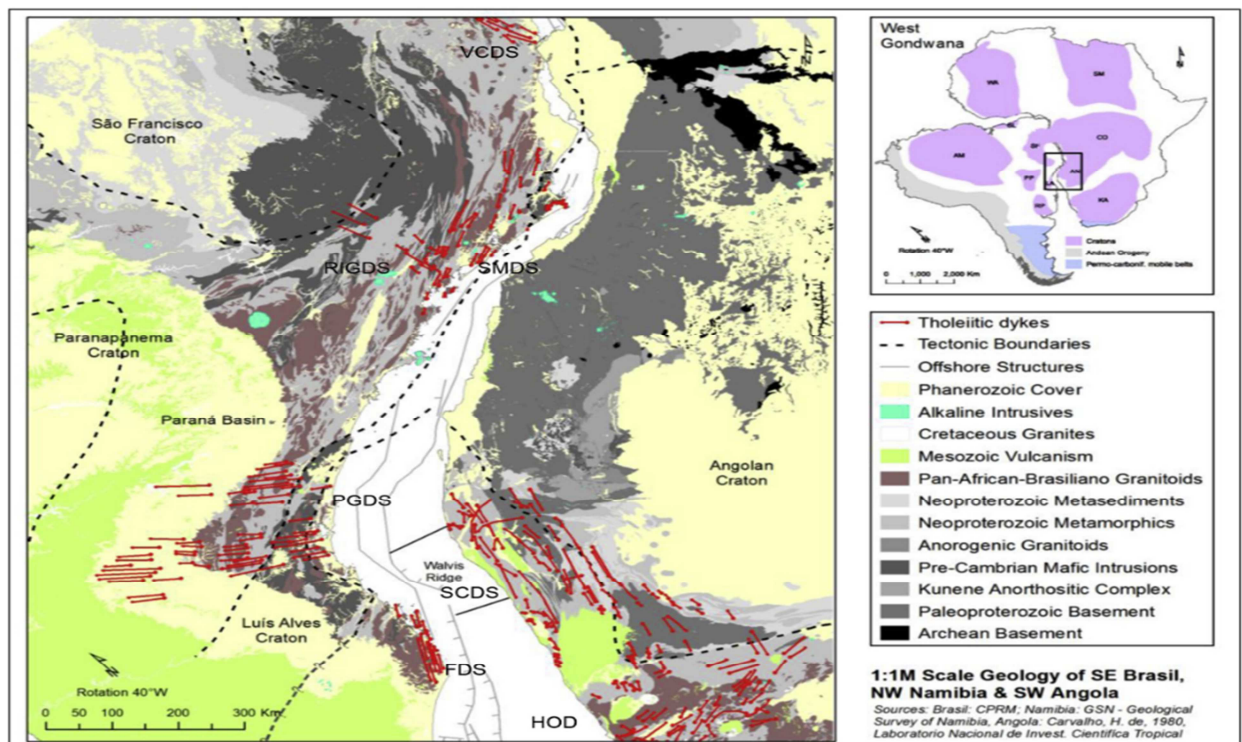 VCDS
São Francisco
Craton
RIGDS
SMDS
Paranapanema
Craton
Paraná Basin
Angolan
Craton
PGDS
Walvis
Ridge
SCDS
Luís Alves
Craton
FDS
HOD
Rotation 40°W
0 50 100 200 300 Km
West
Gondwana
WA
SM
AM
SF
CO
PP
AN
RP
KA
Cratons
Andean Orogeny
Permo-carbonif. mobile belts
Rotation 40°W
0 1,000 2,000 Km
Tholeiitic dykes
Tectonic Boundaries
Offshore Structures
Phanerozoic Cover
Alkaline Intrusives
Cretaceous Granites
Mesozoic Vulcanism
Pan-African-Brasiliano Granitoids
Neoproterozoic Metasediments
Neoproterozoic Metamorphics
Anorogenic Granitoids
Pre-Cambrian Mafic Intrusions
Kunene Anorthositic Complex
Paleoproterozoic Basement
Archean Basement
1:1M Scale Geology of SE Brasil,
NW Namibia & SW Angola
Sources: Brasil: CPRM; Namibia: GSN - Geological
Survey of Namibia, Angola: Carvalho, H. de, 1980,
Laboratorio Nacional de Invest. Científica Tropical